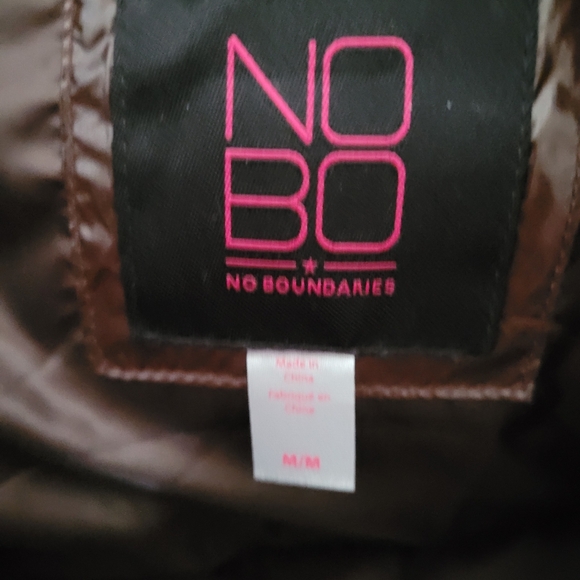 NO
BO
NO BOUNDARIES
Made in
China
Fabriqué en
Chine
M/M